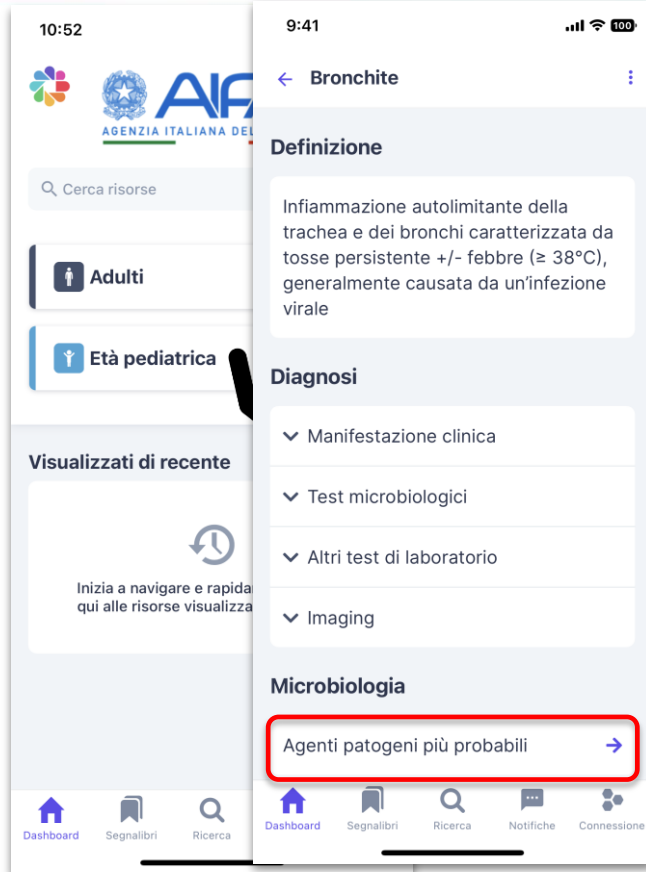 10:52
AIFA
AGENZIA ITALIANA DEL
Cerca risorse
Adulti
Età pediatrica
Visualizzati di recente
Inizia a navigare e
qui alle risorse
Dashboard
Segnalibri
Ricerca
9:41
100
Bronchite
Definizione
Infiammazione autolimitante della
trachea e dei bronchi caratterizzata da
tosse persistente +/- febbre (≥ 38°C),
generalmente causata da un'infezione
virale
Diagnosi
Manifestazione clinica
Test microbiologici
Altri test di laboratorio
Imaging
Microbiologia
Agenti patogeni più probabili
Dashboard
Segnalibri
Ricerca
Notifiche
Connessione